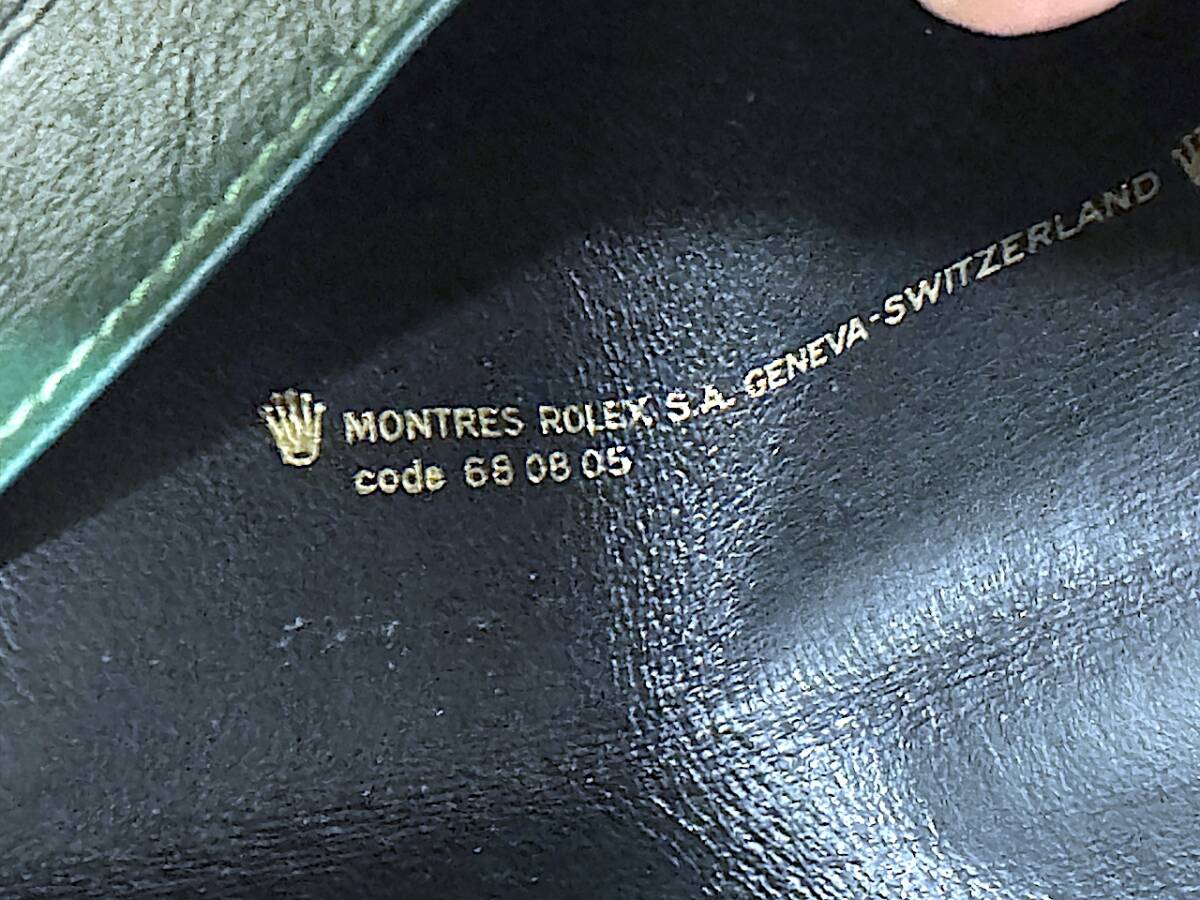 MONTRES ROLEX S.A. GENEVA-SWITZERLAND
code 68 08 05